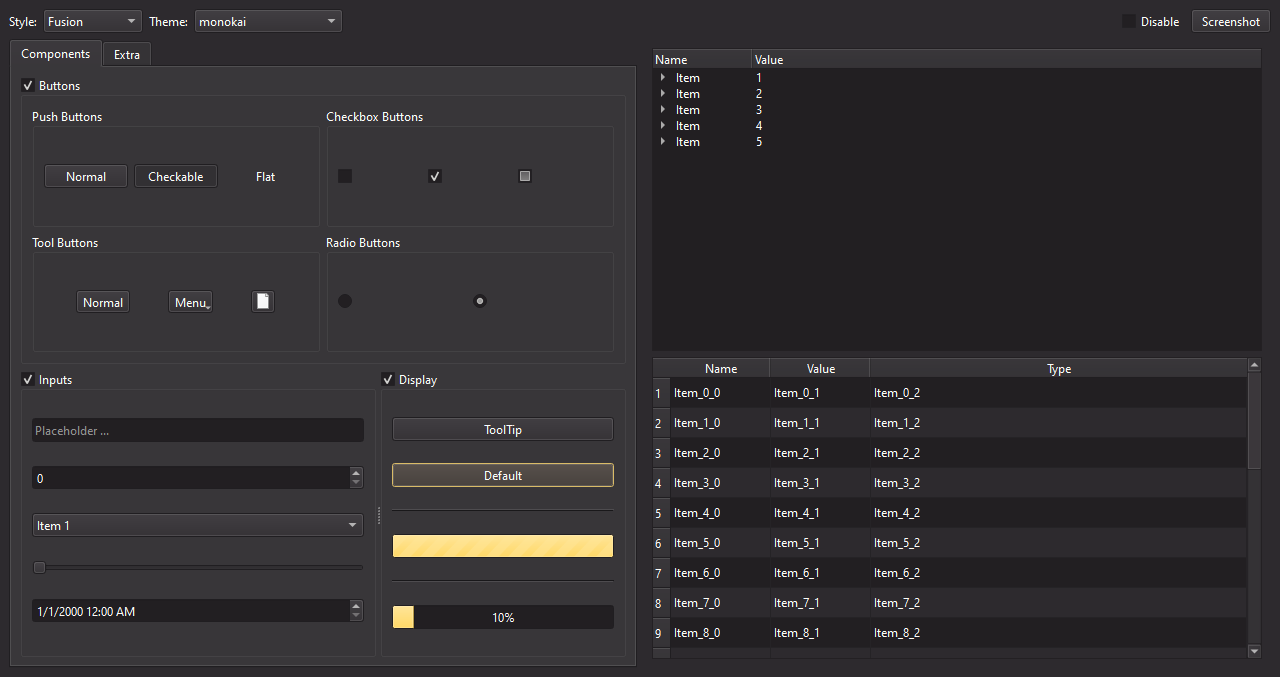 Style: Fusion Theme: monokai Disable Screenshot
Components Extra
Buttons
Push Buttons
Normal Checkable Flat
Checkbox Buttons
Tool Buttons
Normal Menu
Radio Buttons
Inputs
Placeholder ...
0
Item 1
1/1/2000 12:00 AM
Display
ToolTip
Default
10%
Name Value
Item 1
Item 2
Item 3
Item 4
Item 5
Name Value Type
1 Item_0_0 Item_0_1 Item_0_2
2 Item_1_0 Item_1_1 Item_1_2
3 Item_2_0 Item_2_1 Item_2_2
4 Item_3_0 Item_3_1 Item_3_2
5 Item_4_0 Item_4_1 Item_4_2
6 Item_5_0 Item_5_1 Item_5_2
7 Item_6_0 Item_6_1 Item_6_2
8 Item_7_0 Item_7_1 Item_7_2
9 Item_8_0 Item_8_1 Item_8_2